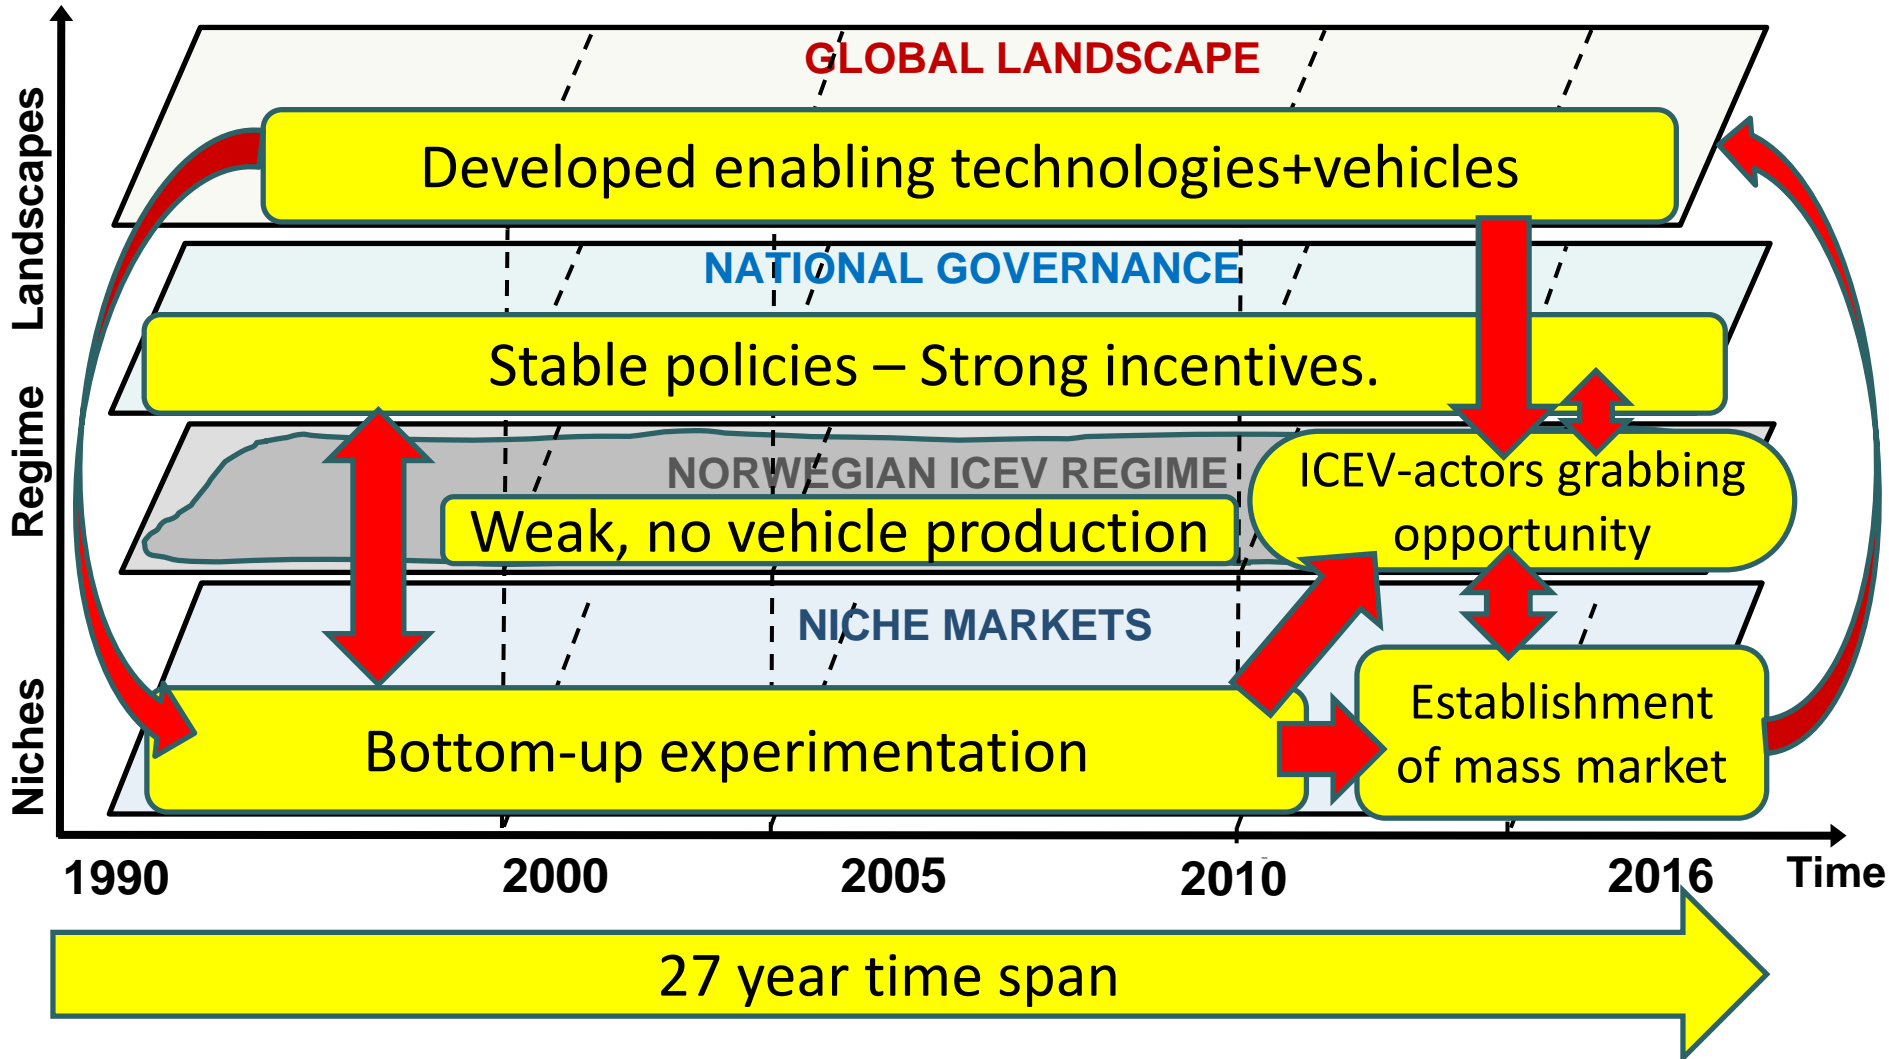 GLOBAL LANDSCAPE
Developed enabling technologies+vehicles
Landscapes
NATIONAL GOVERNANCE
Stable policies – Strong incentives.
Regime
NORWEGIAN ICEV REGIME
Weak, no vehicle production
ICEV-actors grabbing
opportunity
Niches
NICHE MARKETS
Bottom-up experimentation
Establishment
of mass market
1990
2000
2005
2010
2016
Time
27 year time span